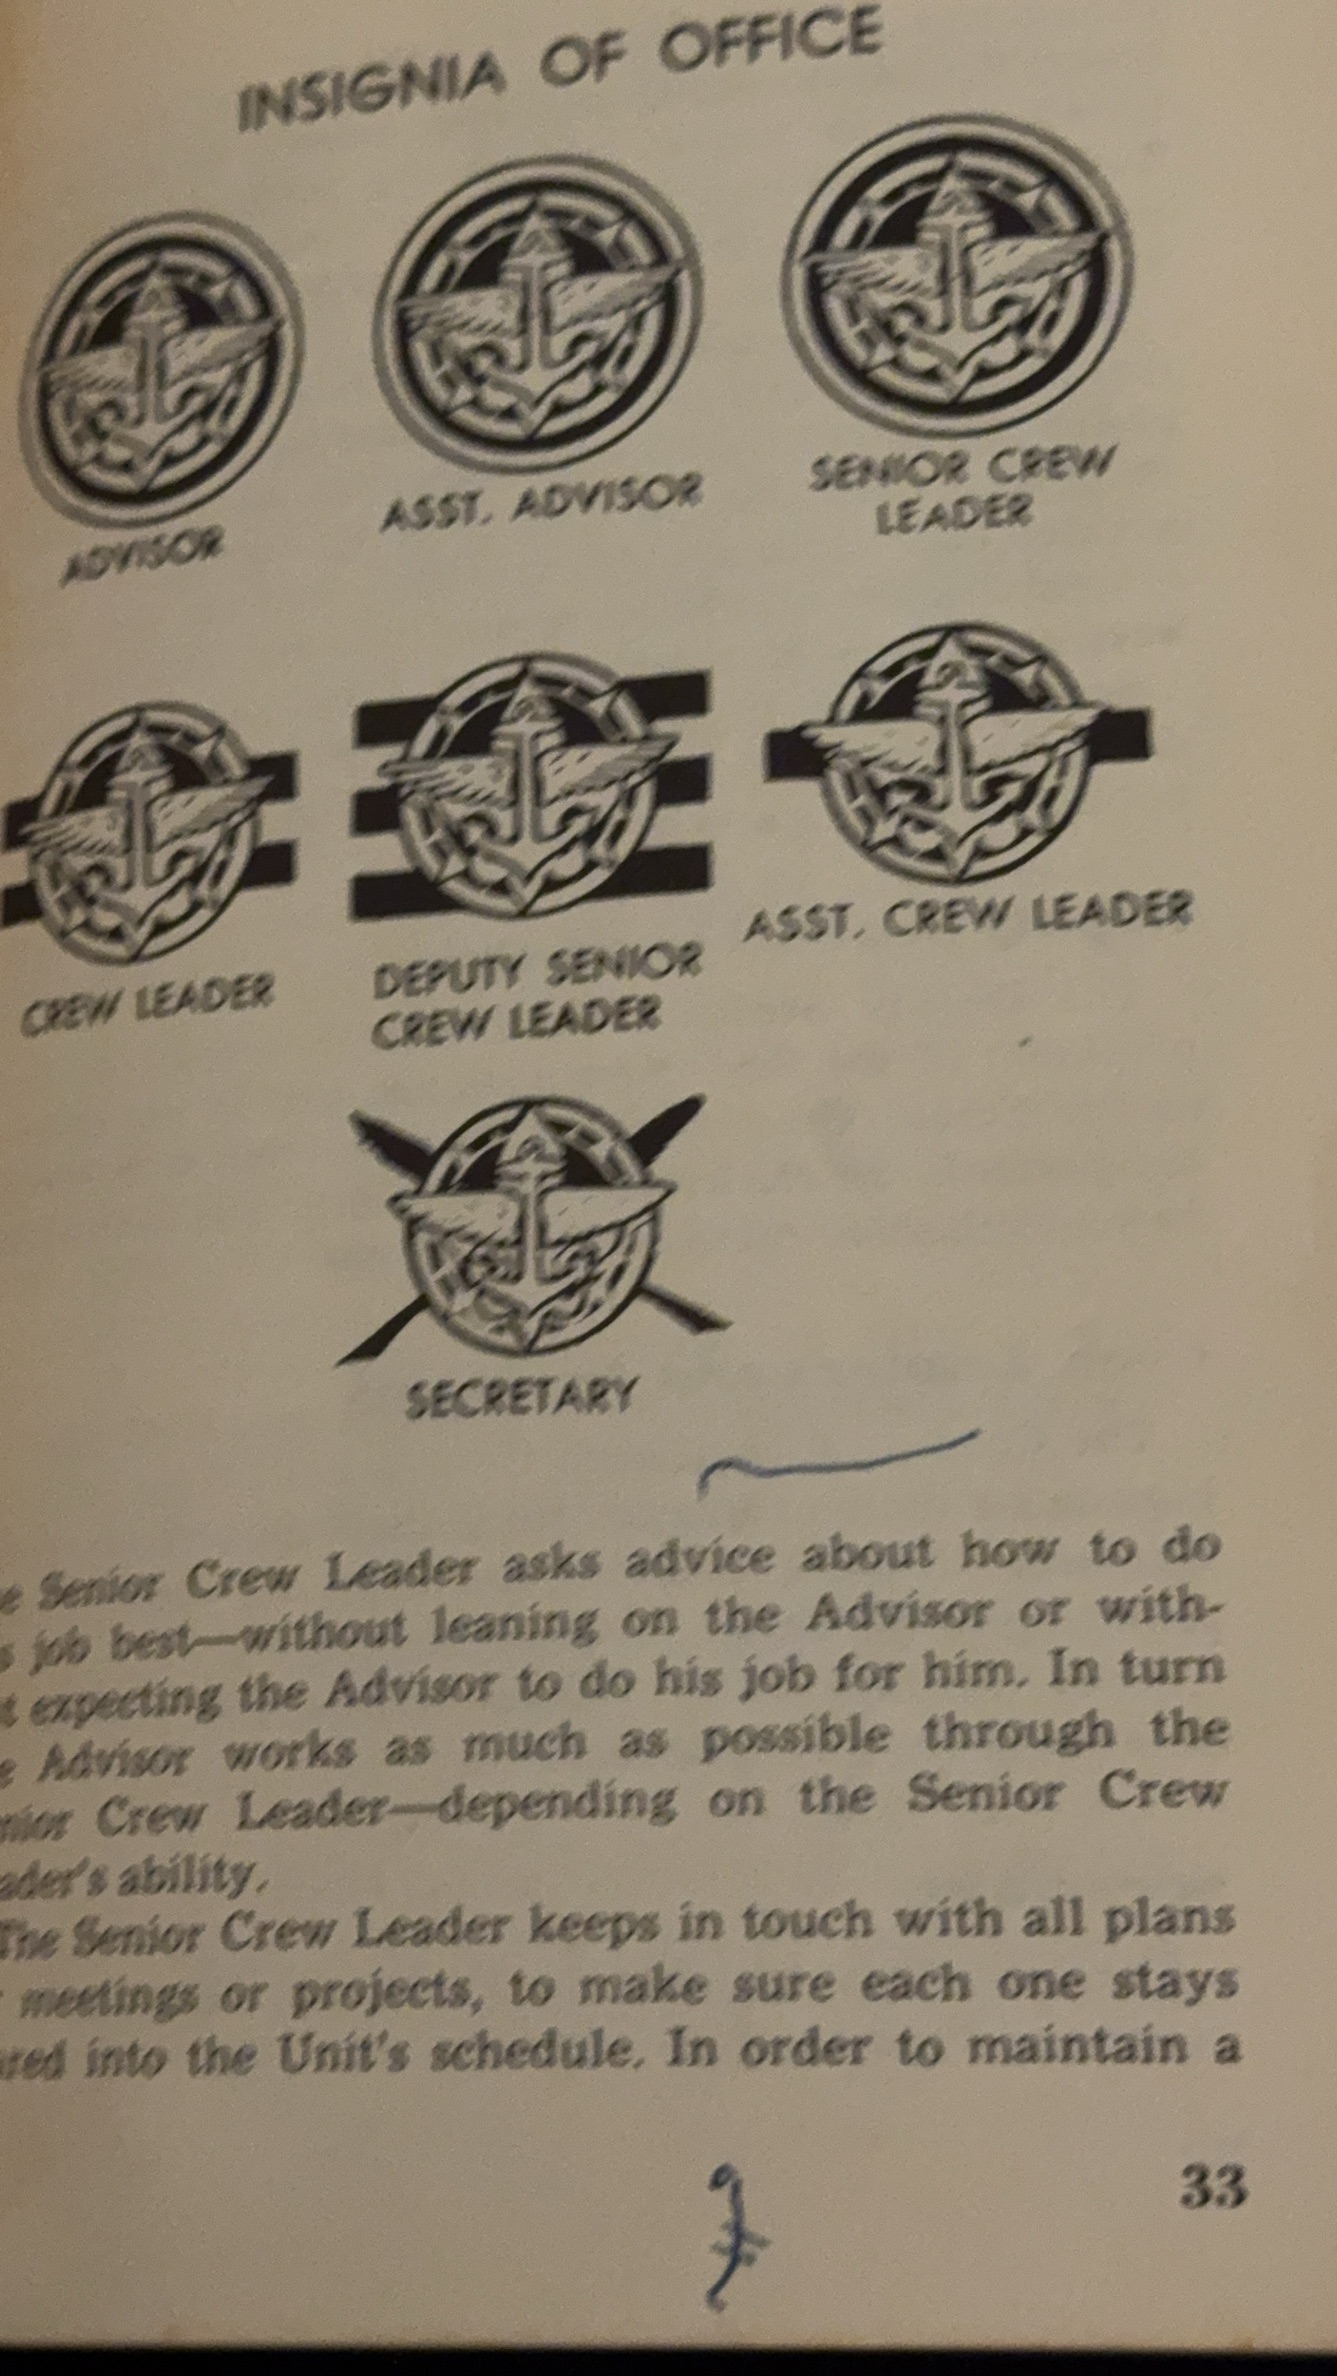 INSIGNIA OF OFFICE
ADVISOR
ASST. ADVISOR
SENIOR CREW
LEADER
CREW LEADER
DEPUTY SENIOR
CREW LEADER
ASST. CREW LEADER
SECRETARY
e Senior Crew Leader asks advice about how to do
s job best—without leaning on the Advisor or with-
t expecting the Advisor to do his job for him. In turn
e Advisor works as much as possible through the
nior Crew Leader—depending on the Senior Crew
ader's ability.
The Senior Crew Leader keeps in touch with all plans
r meetings or projects, to make sure each one stays
ared into the Unit's schedule. In order to maintain a
33